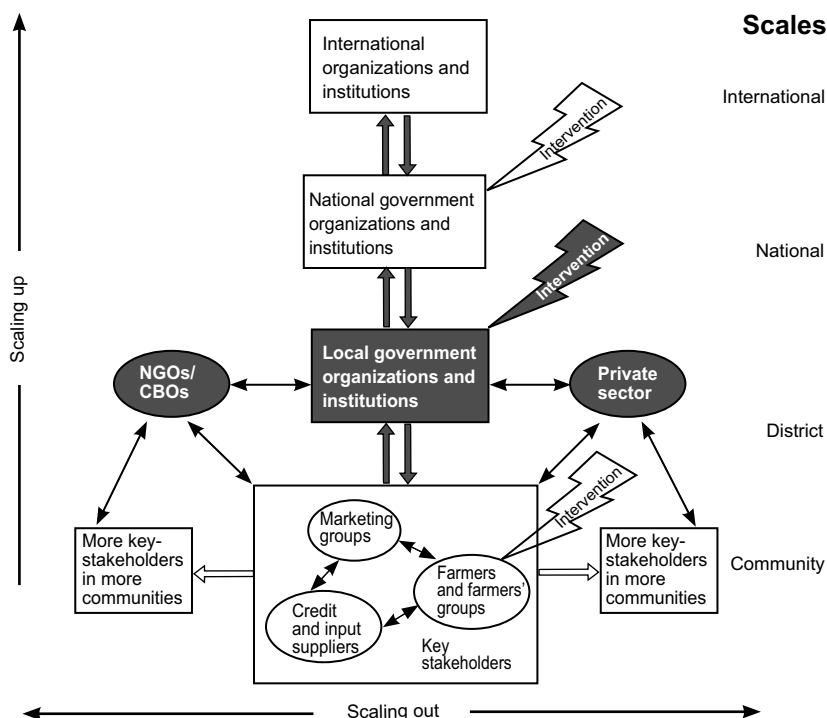 Scales
International
organizations and
institutions
International
Intervention
National government
organizations and
institutions
National
Intervention
Scaling up
Local government
organizations and
institutions
NGOs/
CBOs
Private
sector
District
Intervention
Marketing
groups
Farmers
and farmers'
groups
Credit
and input
suppliers
Key
stakeholders
More key-
stakeholders
in more
communities
More key-
stakeholders
in more
communities
Community
Scaling out